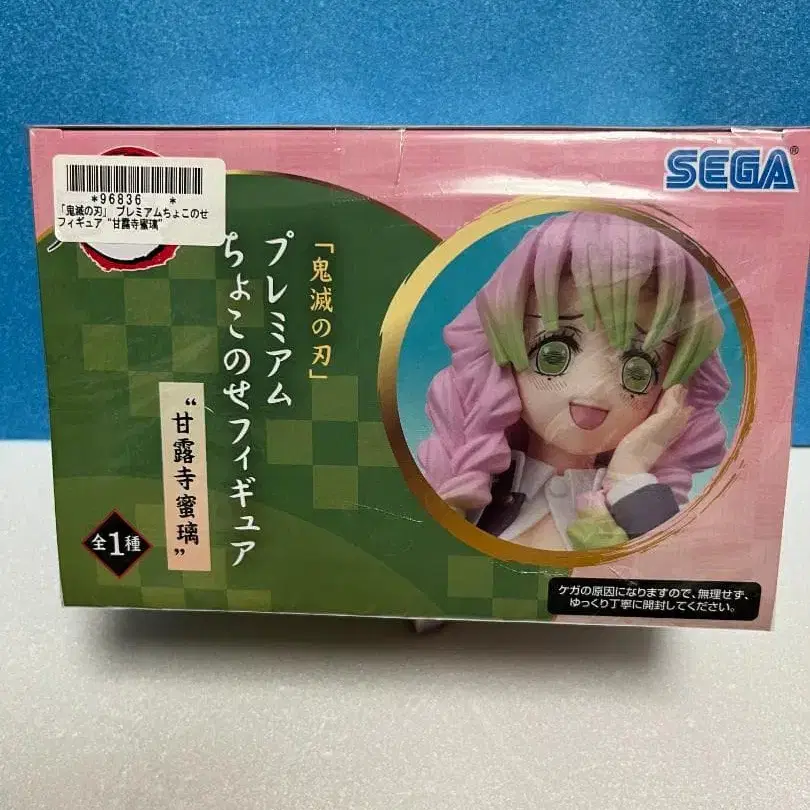 *96836 *
「鬼滅の刃」 プレミアムちょこのせ
フィギュア "甘露寺蜜璃"
SEGA®
「鬼滅の刃」
プレミアム
ちょこのせフィギュア
"甘露寺蜜璃"
全1種
ケガの原因になりますので、無理せず、
ゆっくり丁寧に開封してください。